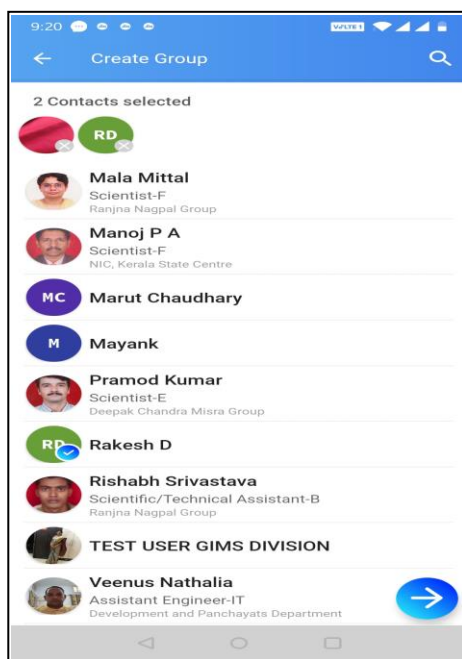 9:20
VoLTE 1
Create Group
2 Contacts selected
RD
Mala Mittal
Scientist-F
Ranjna Nagpal Group
Manoj P A
Scientist-F
NIC, Kerala State Centre
MC
Marut Chaudhary
M
Mayank
Pramod Kumar
Scientist-E
Deepak Chandra Misra Group
RD
Rakesh D
Rishabh Srivastava
Scientific/Technical Assistant-B
Ranjna Nagpal Group
TEST USER GIMS DIVISION
Veenus Nathalia
Assistant Engineer-IT
Development and Panchayats Department